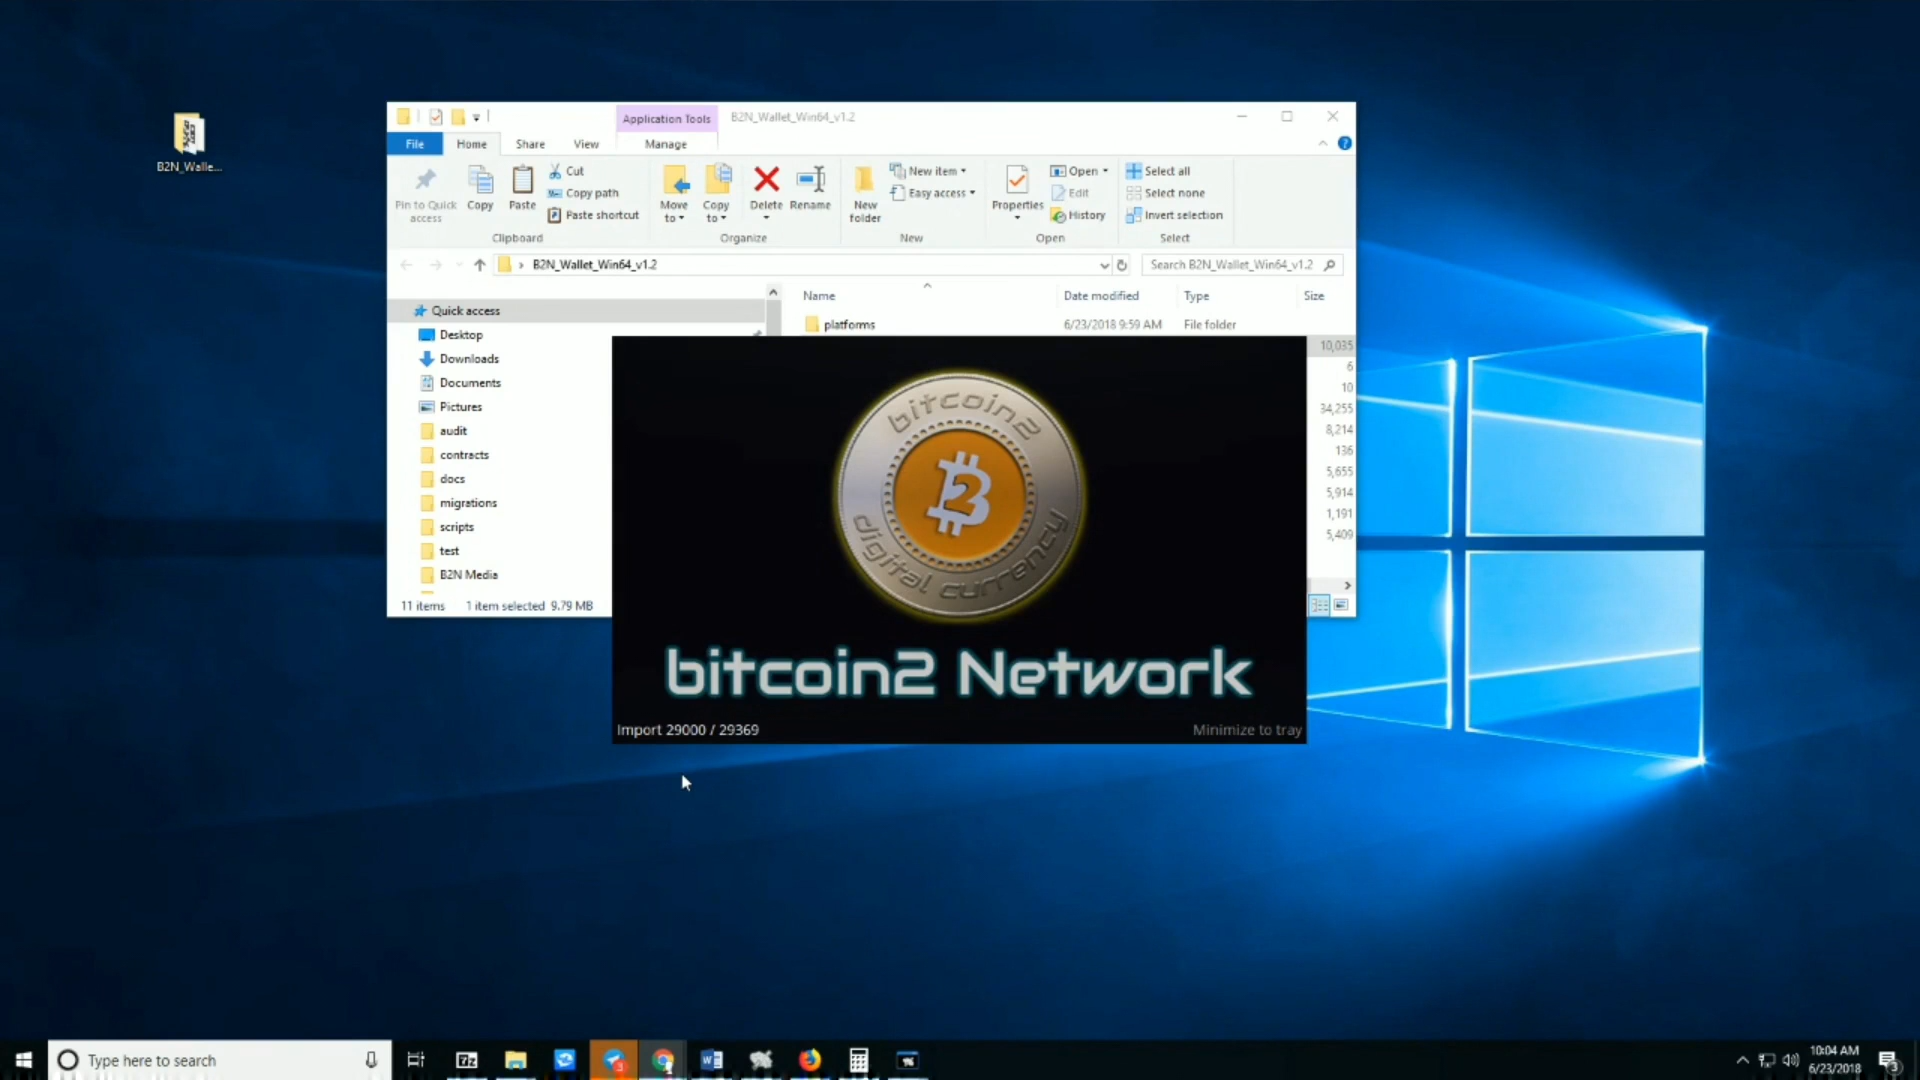 B2N_Walle...
Application Tools
B2N_Wallet_Win64_v1.2
File
Home
Share
View
Manage
Pin to Quick access
Copy
Paste
Cut
Copy path
Paste shortcut
Clipboard
Move to
Copy to
Delete
Rename
Organize
New folder
New item
Easy access
New
Properties
Open
Edit
History
Open
Select all
Select none
Invert selection
Select
B2N_Wallet_Win64_v1.2
Search B2N_Wallet_Win64_v1.2
Name
Date modified
Type
Size
Quick access
Desktop
Downloads
Documents
Pictures
audit
contracts
docs
migrations
scripts
test
B2N Media
platforms
6/23/2018 9:59 AM
File folder
10,035
6
10
34,255
8,214
136
5,655
5,914
1,191
5,409
11 items
1 item selected 9.79 MB
bitcoin2
2
digital currency
bitcoin2 Network
Import 29000 / 29369
Minimize to tray
Type here to search
7z
3
10:04 AM
6/23/2018
3